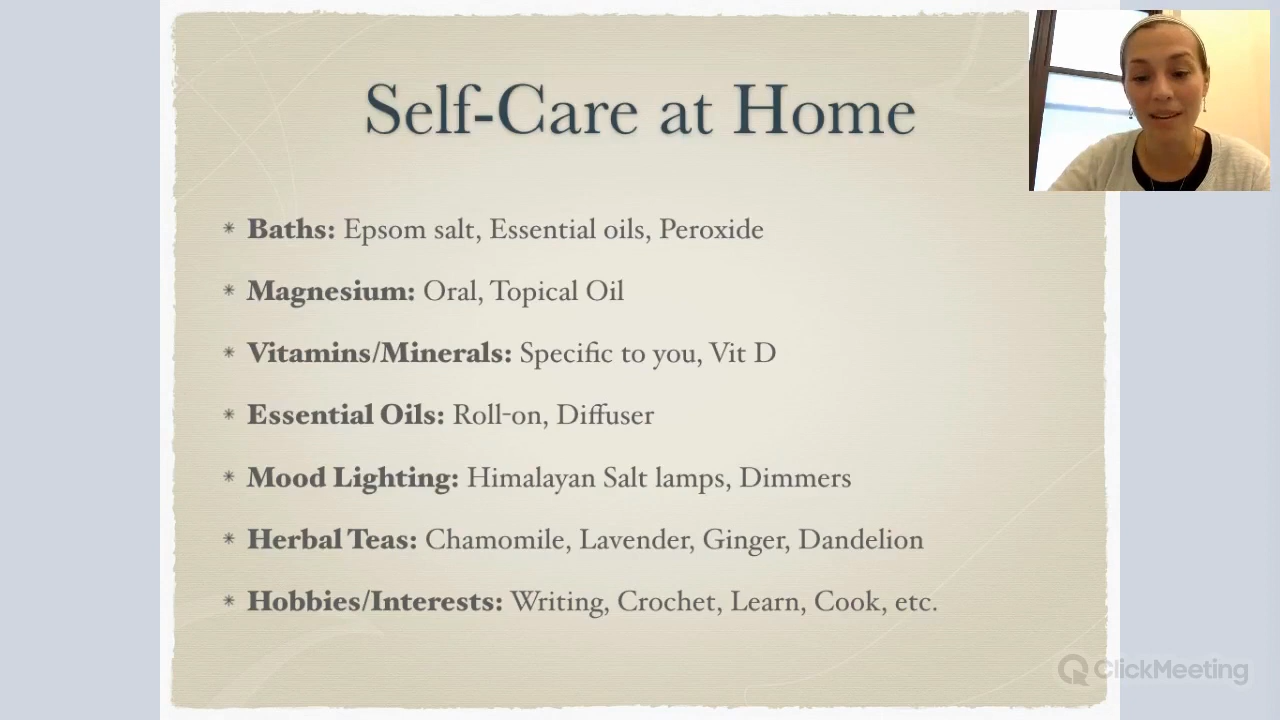 Self-Care at Home
* Baths: Epsom salt, Essential oils, Peroxide
* Magnesium: Oral, Topical Oil
* Vitamins/Minerals: Specific to you, Vit D
* Essential Oils: Roll-on, Diffuser
* Mood Lighting: Himalayan Salt lamps, Dimmers
* Herbal Teas: Chamomile, Lavender, Ginger, Dandelion
* Hobbies/Interests: Writing, Crochet, Learn, Cook, etc.
ClickMeeting